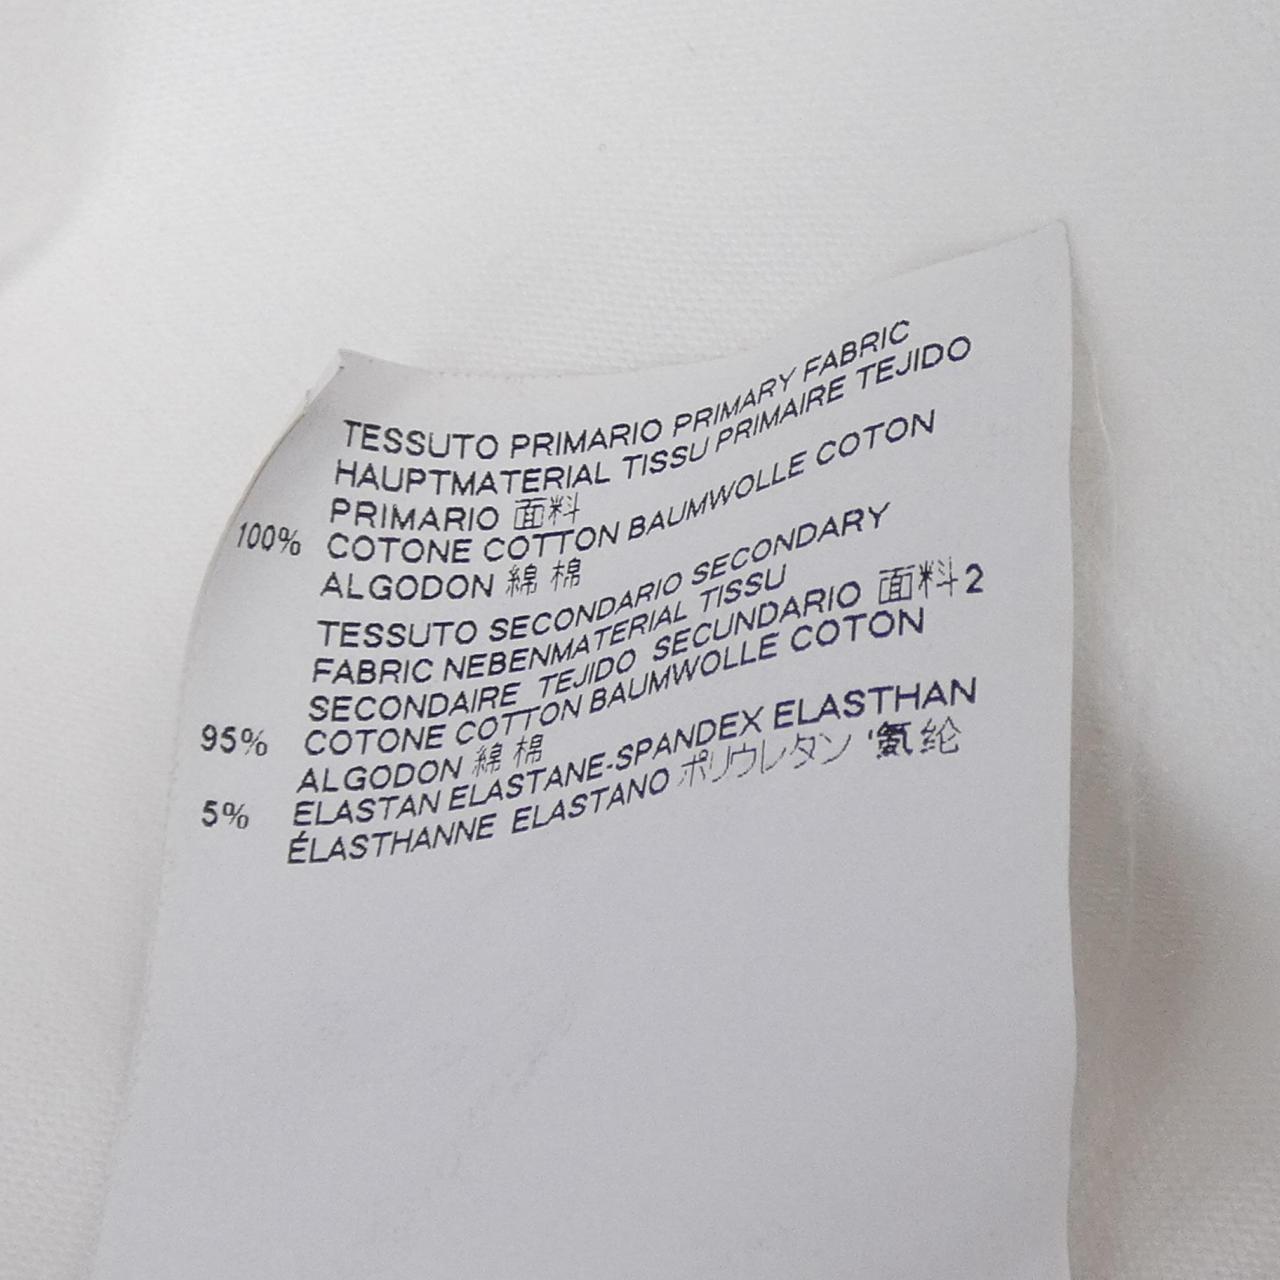 TESSUTO PRIMARIO PRIMARY FABRIC
HAUPTMATERIAL TISSU PRIMAIRE TEJIDO
PRIMARIO 面料
100% COTONE COTTON BAUMWOLLE COTON
ALGODON 綿 棉
TESSUTO SECONDARIO SECONDARY
FABRIC NEBENMATERIAL TISSU
SECONDAIRE TEJIDO SECUNDARIO 面料2
95% COTONE COTTON BAUMWOLLE COTON
ALGODON 綿 棉
5% ELASTAN ELASTANE-SPANDEX ELASTHAN
ÉLASTHANNE ELASTANO ポリウレタン '氨纶